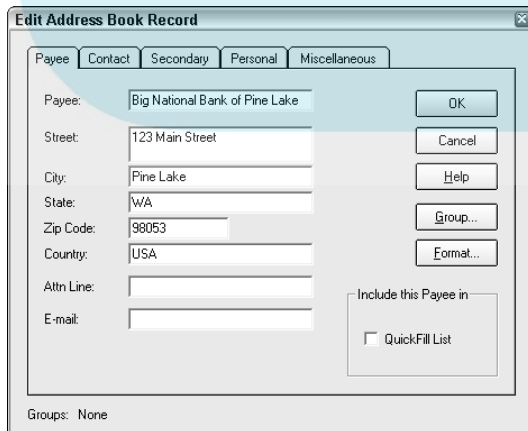 Edit Address Book Record
Payee Contact Secondary Personal Miscellaneous
Payee: Big National Bank of Pine Lake OK
Street: 123 Main Street Cancel
City: Pine Lake Help
State: WA
Zip Code: 98053 Group...
Country: USA Format...
Attn Line:
Include this Payee in
E-mail:
QuickFill List
Groups: None